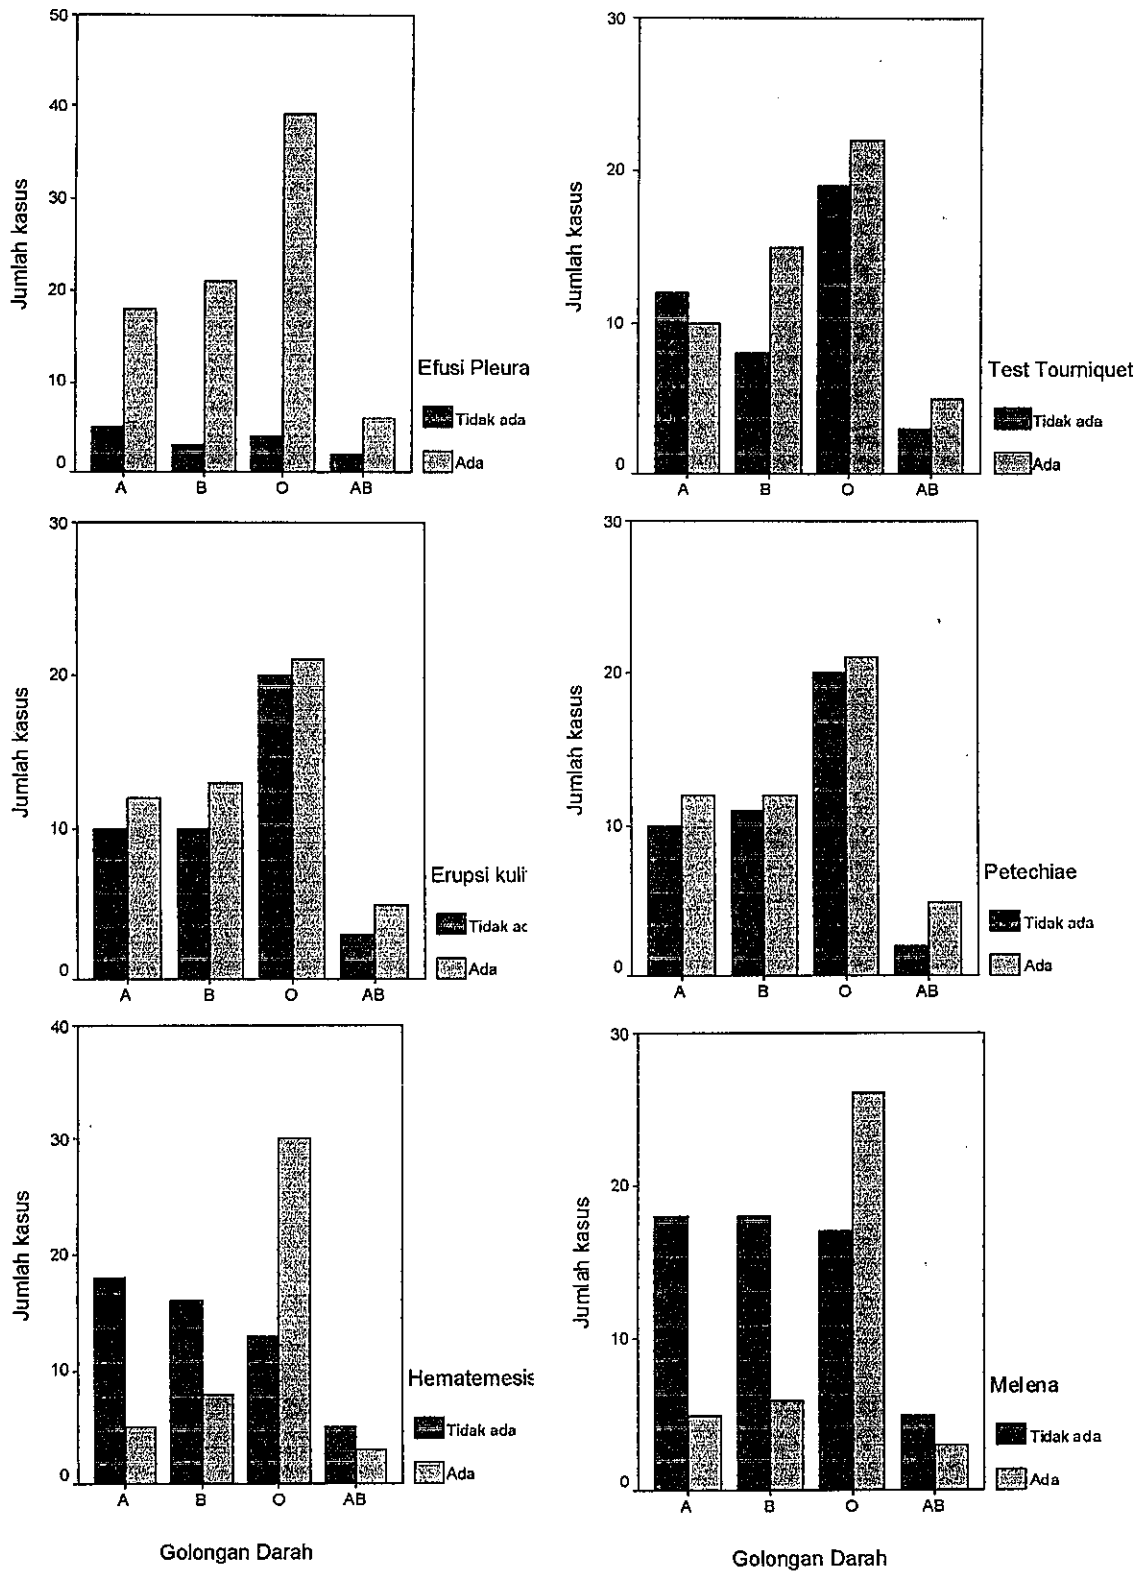 50
40
30
20
10
0
Jumlah kasus
A B O AB
Efusi Pleura
Tidak ada
Ada
30
20
10
0
Jumlah kasus
A B O AB
Test Tourniquet
Tidak ada
Ada
30
20
10
0
Jumlah kasus
A B O AB
Erupsi kuli
Tidak ac
Ada
30
20
10
0
Jumlah kasus
A B O AB
Petechiae
Tidak ada
Ada
40
30
20
10
0
Jumlah kasus
A B O AB
Hematemesis
Tidak ada
Ada
Golongan Darah
30
20
10
0
Jumlah kasus
A B O AB
Melena
Tidak ada
Ada
Golongan Darah